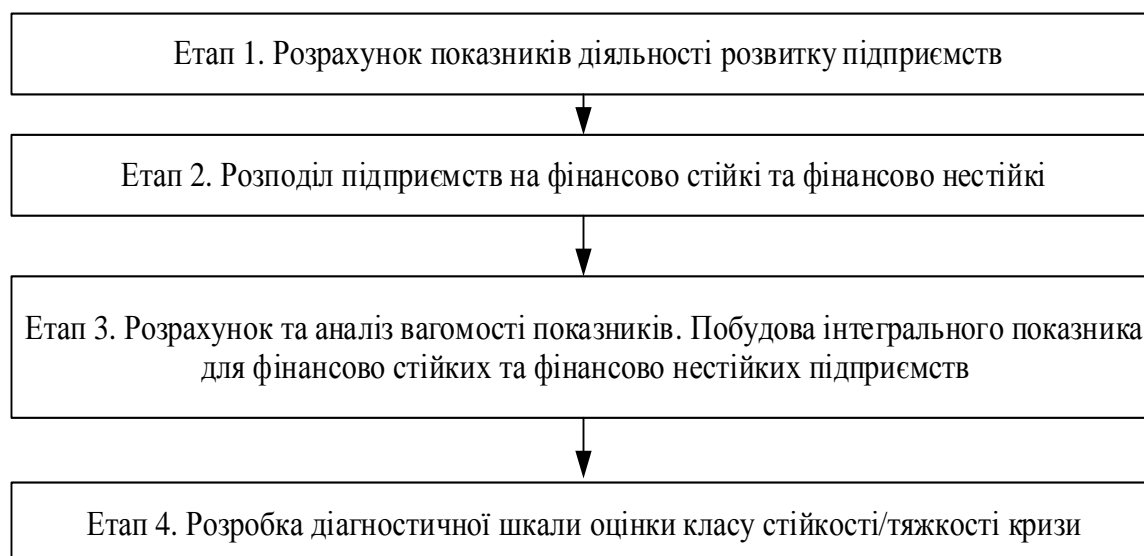 Етап 1. Розрахунок показників діяльності розвитку підприємств
Етап 2. Розподіл підприємств на фінансово стійкі та фінансово нестійкі
Етап 3. Розрахунок та аналіз вагомості показників. Побудова інтегрального показника
для фінансово стійких та фінансово нестійких підприємств
Етап 4. Розробка діагностичної шкали оцінки класу стійкості/тяжкості кризи